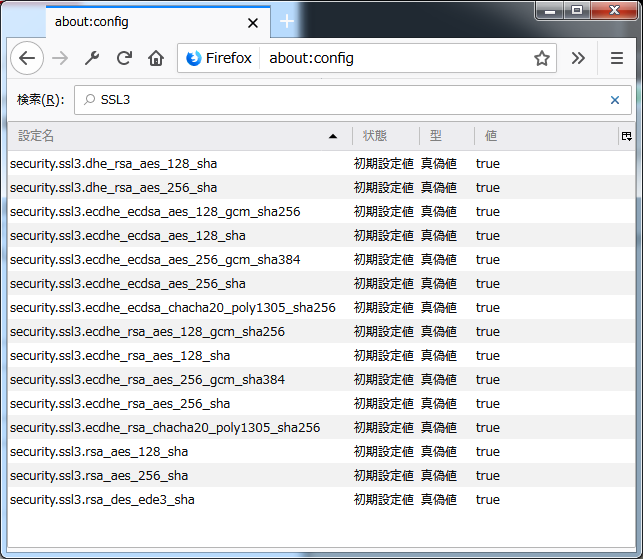 about:config
Firefox about:config
検索(R): SSL3
設定名 状態 型 値
security.ssl3.dhe_rsa_aes_128_sha 初期設定値 真偽値 true
security.ssl3.dhe_rsa_aes_256_sha 初期設定値 真偽値 true
security.ssl3.ecdhe_ecdsa_aes_128_gcm_sha256 初期設定値 真偽値 true
security.ssl3.ecdhe_ecdsa_aes_128_sha 初期設定値 真偽値 true
security.ssl3.ecdhe_ecdsa_aes_256_gcm_sha384 初期設定値 真偽値 true
security.ssl3.ecdhe_ecdsa_aes_256_sha 初期設定値 真偽値 true
security.ssl3.ecdhe_ecdsa_chacha20_poly1305_sha256 初期設定値 真偽値 true
security.ssl3.ecdhe_rsa_aes_128_gcm_sha256 初期設定値 真偽値 true
security.ssl3.ecdhe_rsa_aes_128_sha 初期設定値 真偽値 true
security.ssl3.ecdhe_rsa_aes_256_gcm_sha384 初期設定値 真偽値 true
security.ssl3.ecdhe_rsa_aes_256_sha 初期設定値 真偽値 true
security.ssl3.ecdhe_rsa_chacha20_poly1305_sha256 初期設定値 真偽値 true
security.ssl3.rsa_aes_128_sha 初期設定値 真偽値 true
security.ssl3.rsa_aes_256_sha 初期設定値 真偽値 true
security.ssl3.rsa_des_ede3_sha 初期設定値 真偽値 true